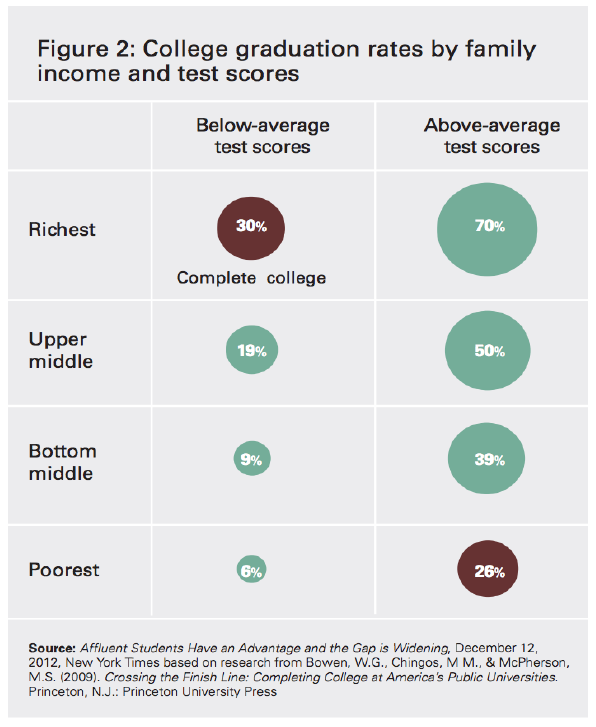 Figure 2: College graduation rates by family
income and test scores
Below-average
test scores
Above-average
test scores
Richest
30%
70%
Complete college
Upper
middle
19%
50%
Bottom
middle
9%
39%
Poorest
6%
26%
Source: Affluent Students Have an Advantage and the Gap is Widening, December 12,
2012, New York Times based on research from Bowen, W.G., Chingos, M M., & McPherson,
M.S. (2009). Crossing the Finish Line: Completing College at America's Public Universities.
Princeton, N.J.: Princeton University Press